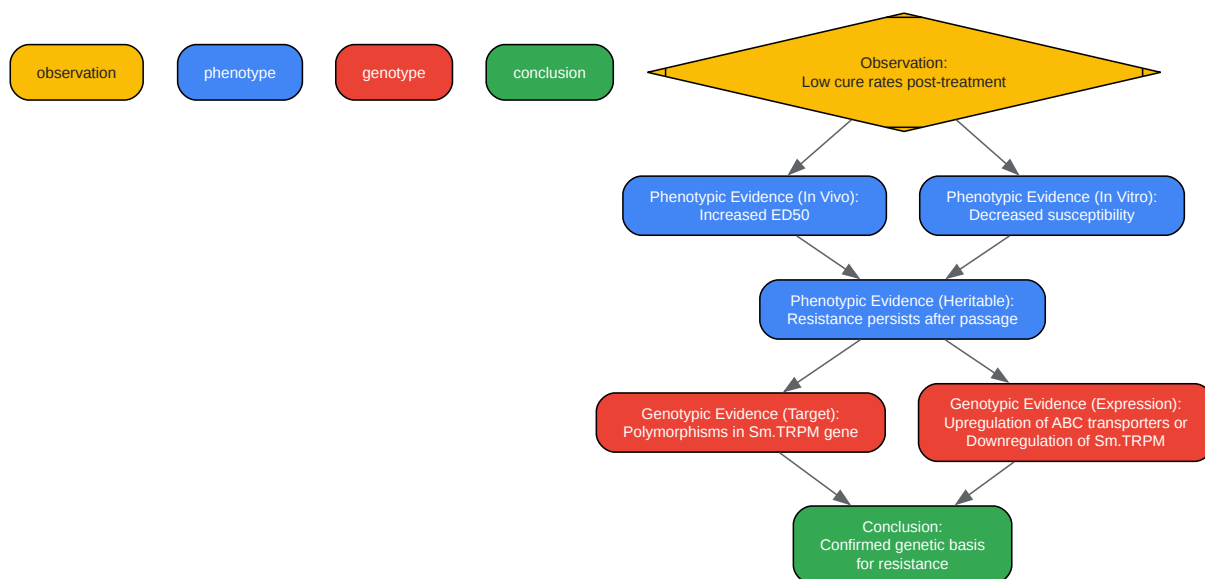 observation
phenotype
genotype
conclusion
Observation:
Low cure rates post-treatment
Phenotypic Evidence (In Vivo):
Increased ED50
Phenotypic Evidence (In Vitro):
Decreased susceptibility
Phenotypic Evidence (Heritable):
Resistance persists after passage
Genotypic Evidence (Target):
Polymorphisms in Sm.TRPM gene
Genotypic Evidence (Expression):
Upregulation of ABC transporters or
Downregulation of Sm.TRPM
Conclusion:
Confirmed genetic basis
for resistance